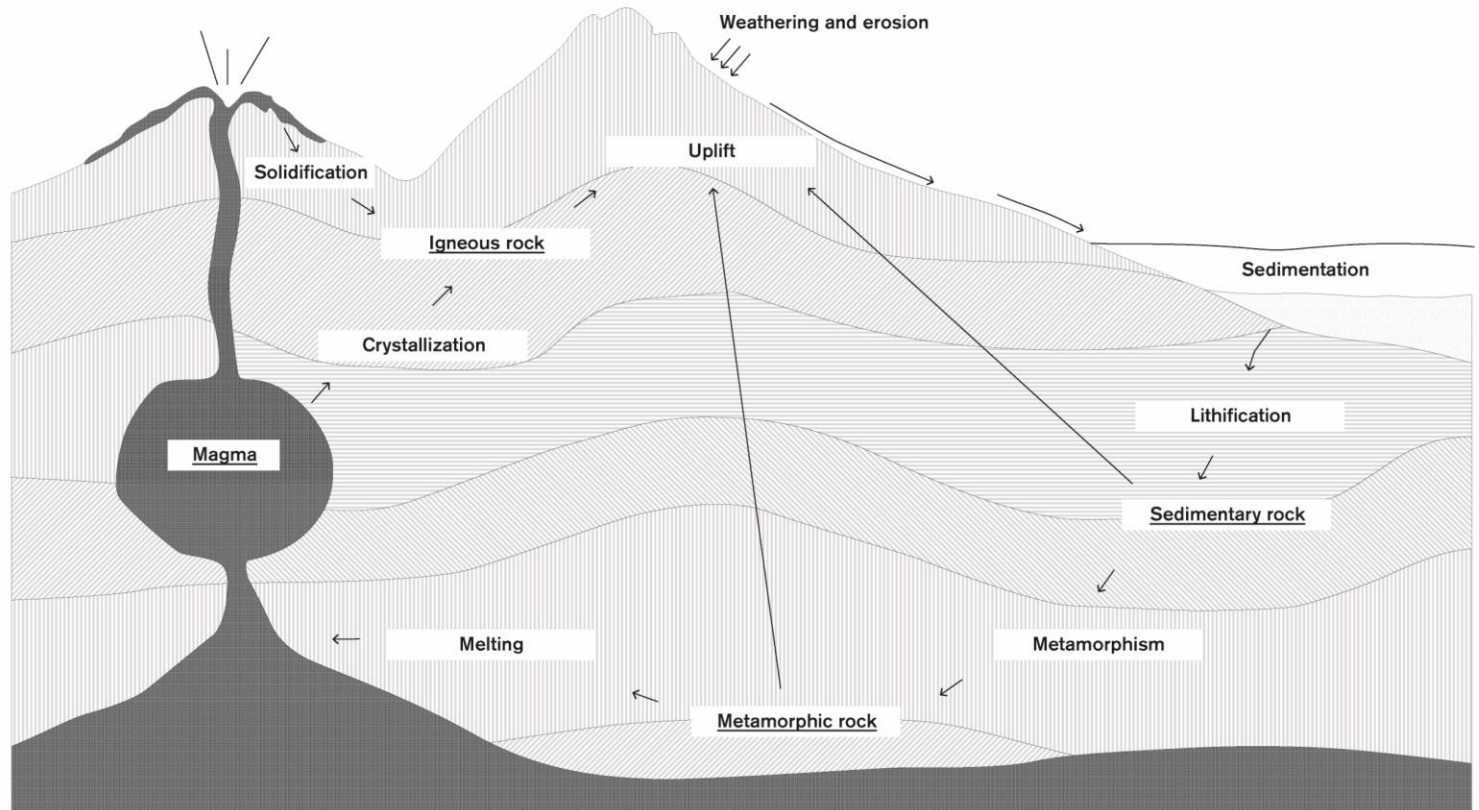 Weathering and erosion
Uplift
Solidification
Igneous rock
Sedimentation
Crystallization
Lithification
Magma
Sedimentary rock
Melting
Metamorphism
Metamorphic rock